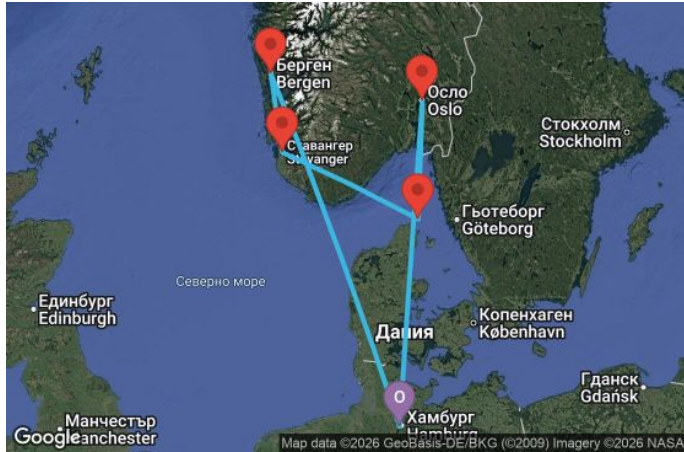 Берген
Bergen
Осло
Oslo
Ставангер
Stavanger
Стокхолм
Stockholm
Гьотеборг
Göteborg
Северно море
Единбург
Edinburgh
Копенхаген
København
Дания
Гданск
Gdańsk
O
Хамбург
Hamburg
Манчестър
Manchester
Google
Map data ©2026 GeoBasis-DE/BKG (©2009) Imagery ©2026 NASA